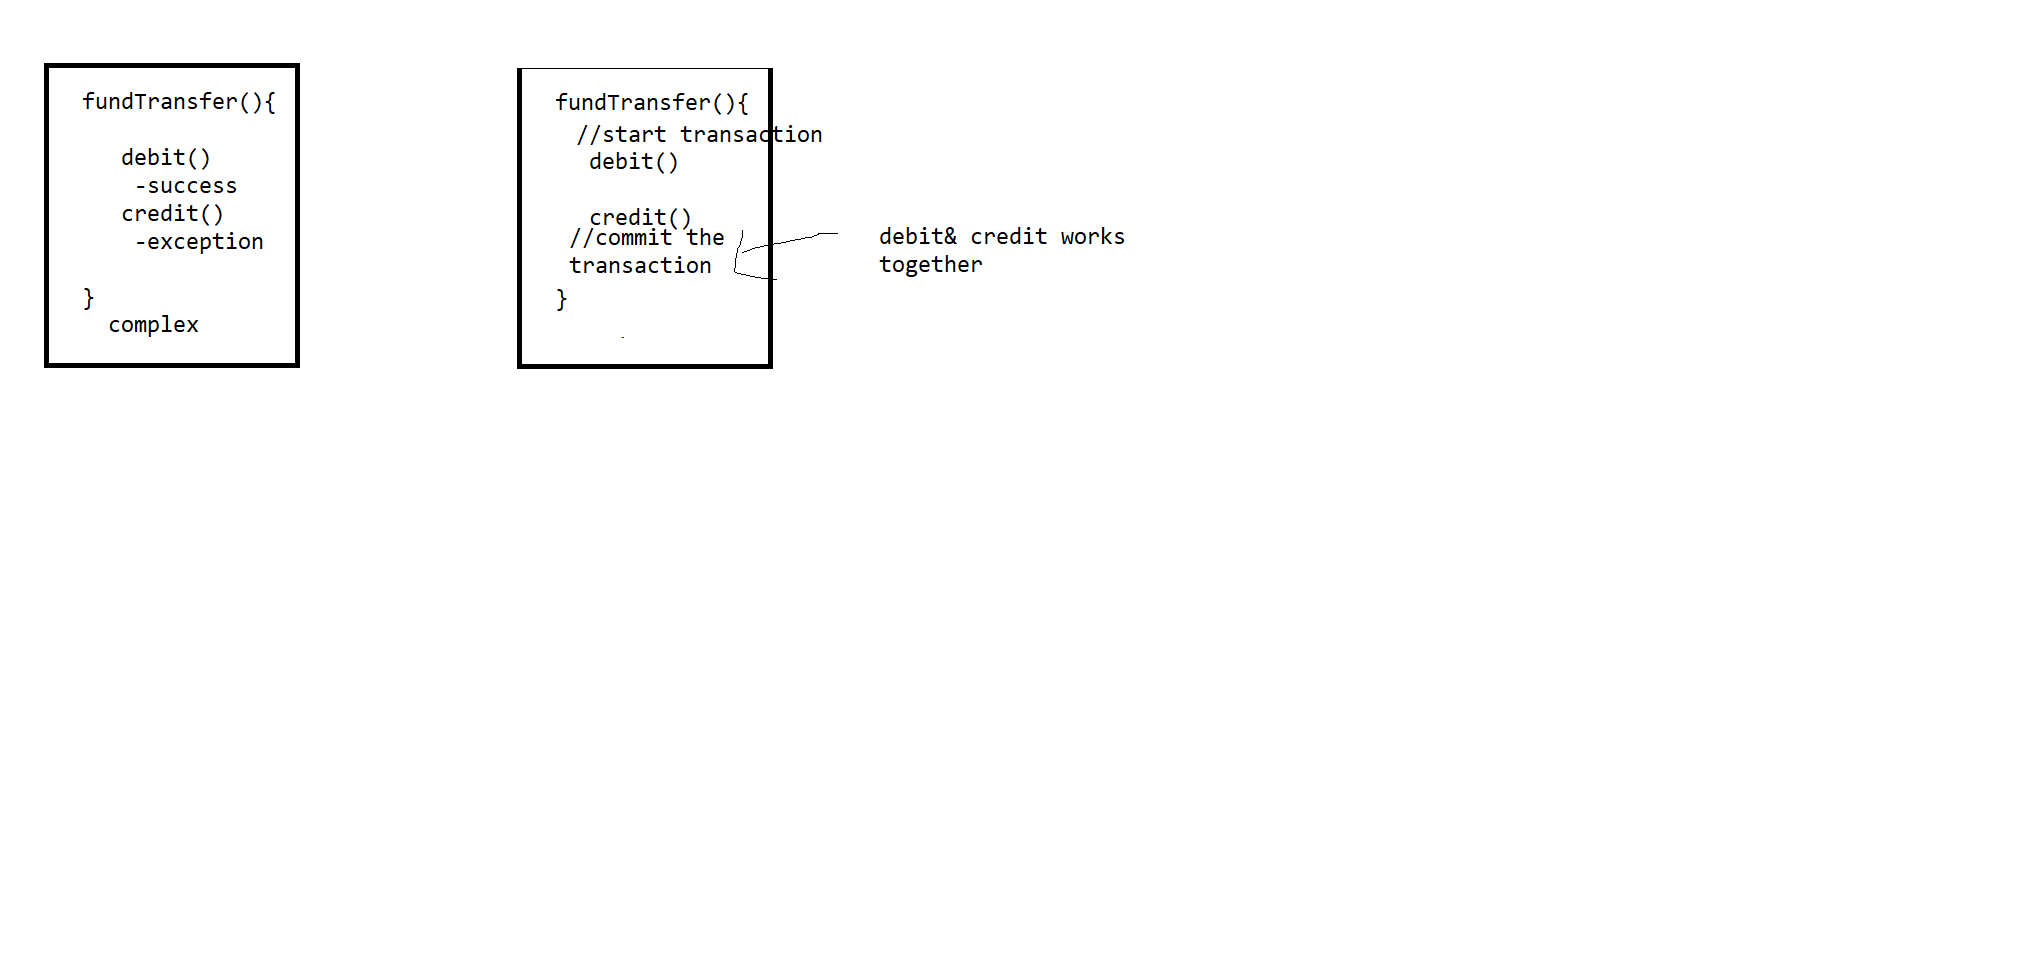 fundTransfer(){
debit()
-success
credit()
-exception
}
complex
fundTransfer(){
//start transaction
debit()
credit()
//commit the
transaction
}
debit& credit works
together